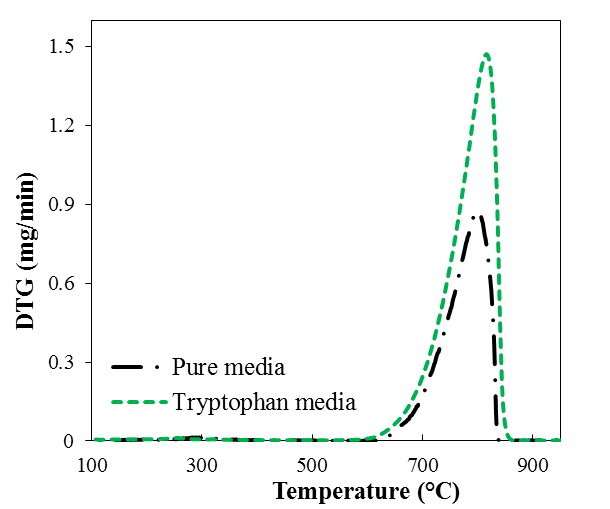 1.5
1.2
0.9
0.6
0.3
0
DTG (mg/min)
Pure media
Tryptophan media
100 300 500 700 900
Temperature (°C)